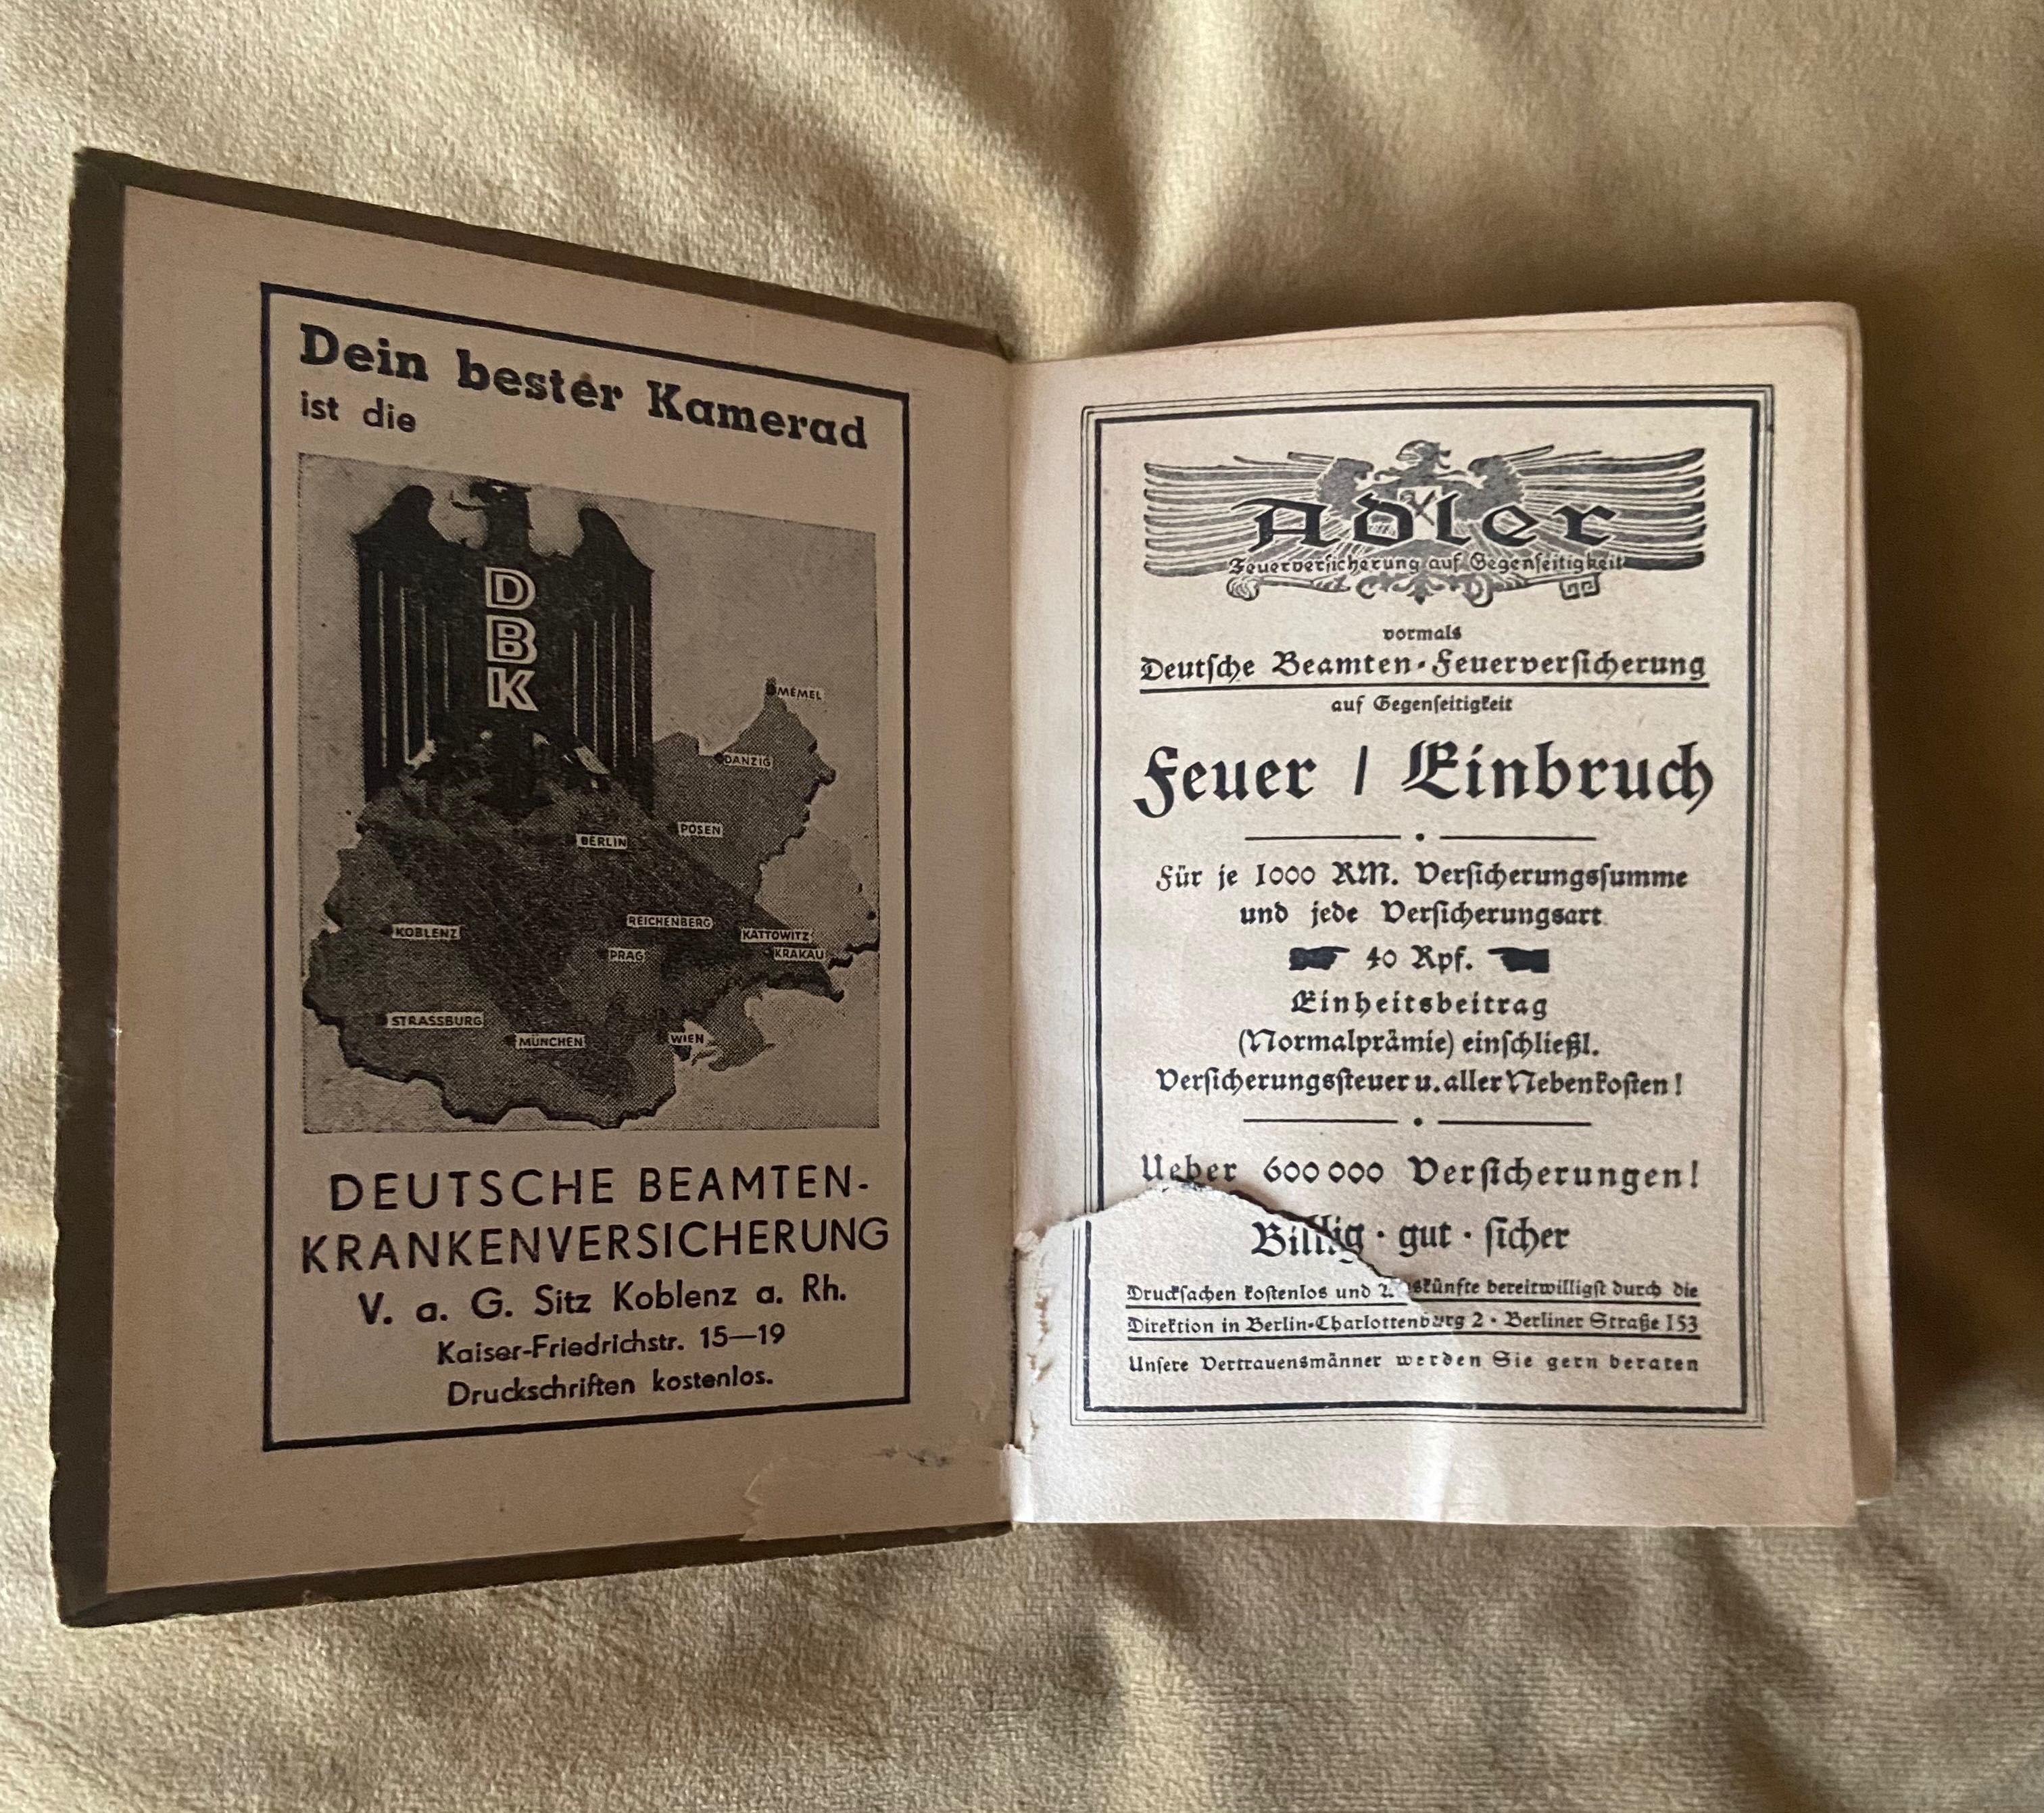 Dein bester Kamerad
ist die
D
B
K
MEMEL
DANZIG
POSEN
BERLIN
REICHENBERG
KOBLENZ
KATTOWITZ
PRAG
KRAKAU
STRASSBURG
MÜNCHEN
WIEN
DEUTSCHE BEAMTEN-
KRANKENVERSICHERUNG
V. a. G. Sitz Koblenz a. Rh.
Kaiser-Friedrichstr. 15—19
Druckschriften kostenlos.
Adler
Feuerverſicherung auf Gegenſeitigkeit
vormals
Deutſche Beamten-Feuerverſicherung
auf Gegenſeitigkeit
Feuer / Einbruch
Für je 1000 RM. Verſicherungsſumme
und jede Verſicherungsart
40 Rpf.
Einheitsbeitrag
(Normalprämie) einſchließl.
Verſicherungsſteuer u. aller Nebenkoſten!
Ueber 600 000 Verſicherungen!
Billig · gut · ſicher
Druckſachen koſtenlos und bereitwilligſt durch die
Direktion in Berlin-Charlottenburg 2 · Berliner Straße 153
Unſere Vertrauensmänner werden Sie gern beraten